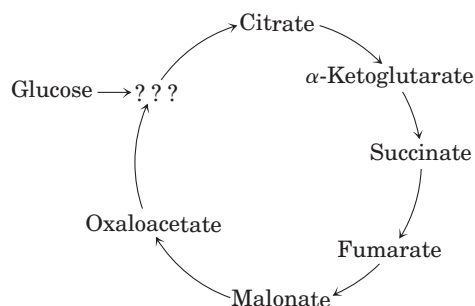 Citrate
α-Ketoglutarate
Glucose
? ? ?
Succinate
Oxaloacetate
Fumarate
Malonate